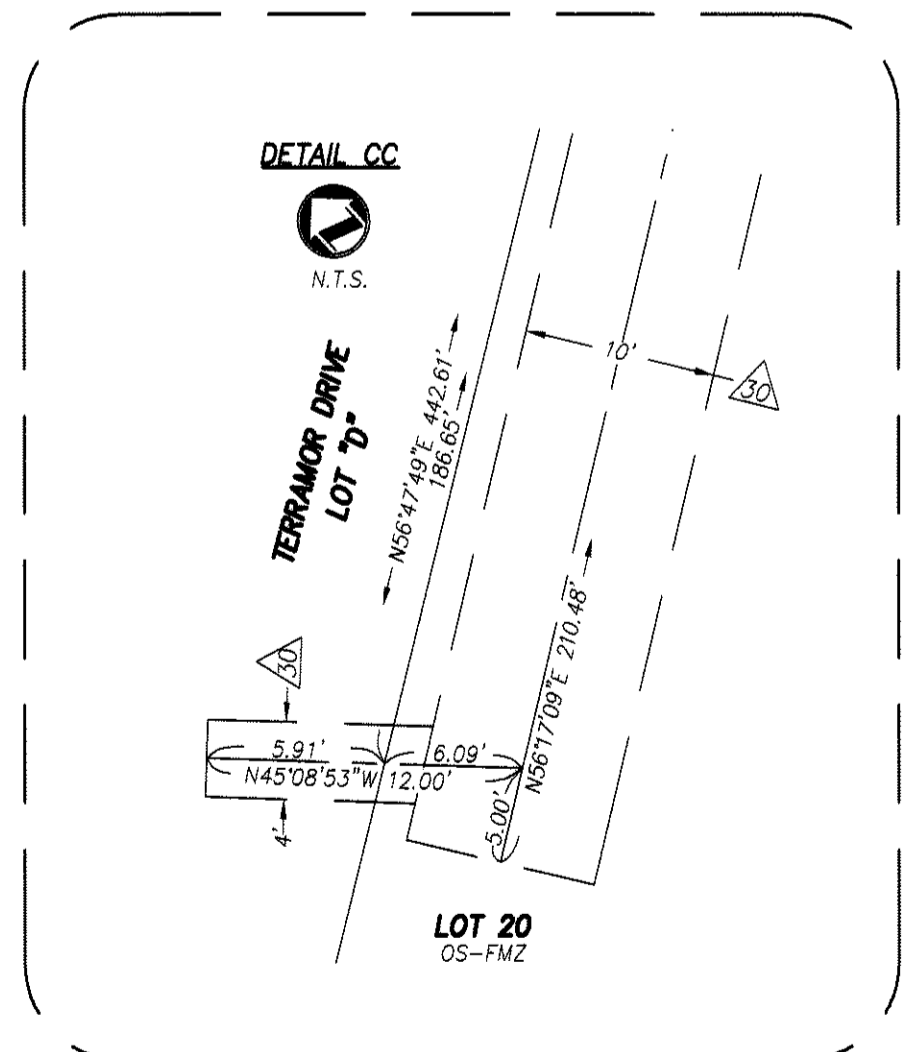 DETAIL CC
N.T.S.
TERRAMOR DRIVE
LOT "D"
N56°47'49"E 442.61'
186.65'
10'
30
N56°17'09"E 210.48'
30
5.91'
6.09'
N45°08'53"W 12.00'
4'
5.00'
LOT 20
OS-FMZ